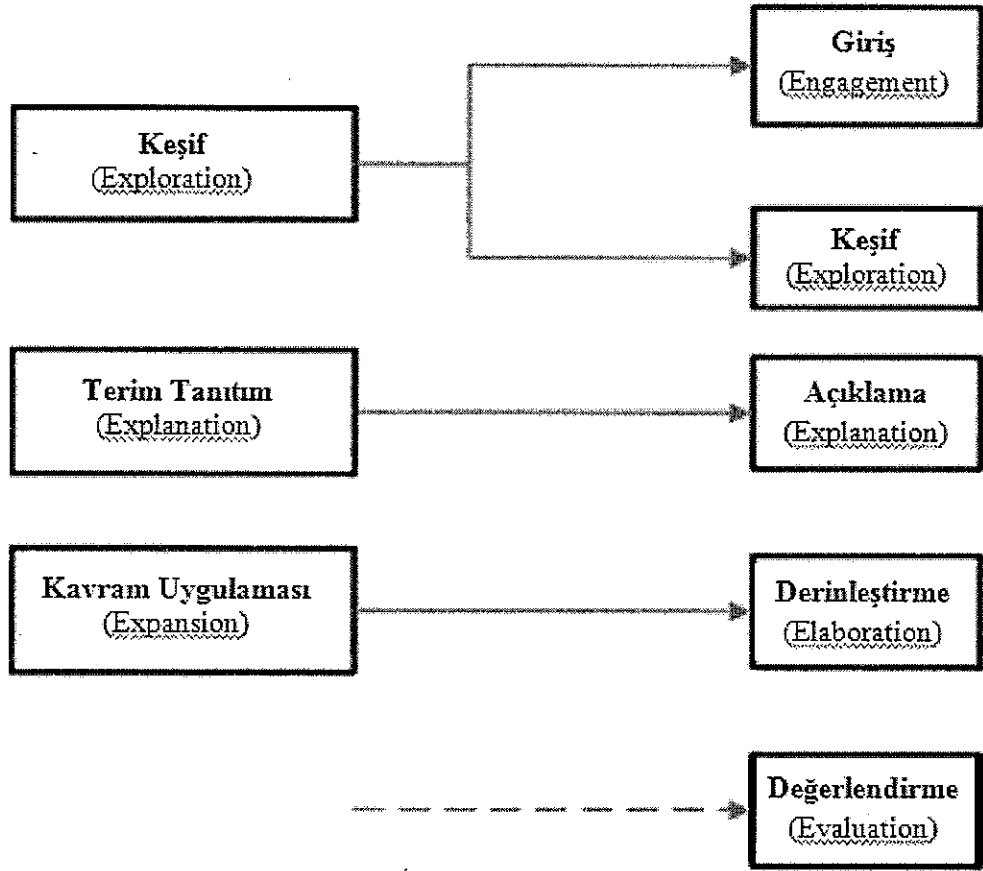 Giriş
(Engagement)
Keşif
(Exploration)
Keşif
(Exploration)
Terim Tanıtım
(Explanation)
Açıklama
(Explanation)
Kavram Uygulaması
(Expansion)
Derinleştirme
(Elaboration)
Değerlendirme
(Evaluation)